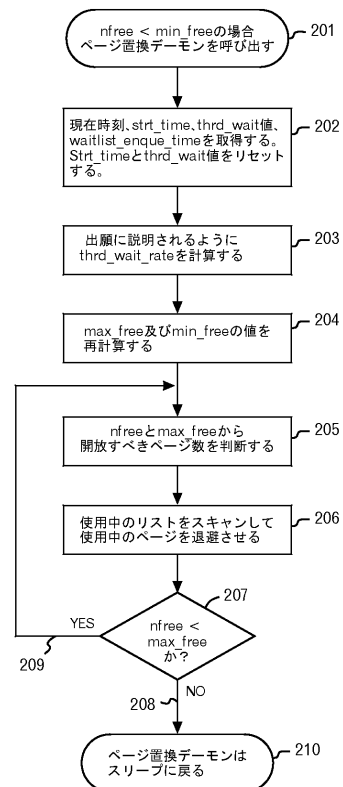 nfree < min_freeの場合
ページ置換デーモンを呼び出す
201
現在時刻、strt_time、thrd_wait値、
waitlist_enque_timeを取得する。
Strt_timeとthrd_wait値をリセット
する。
202
出願に説明されるように
thrd_wait_rateを計算する
203
max_free及びmin_freeの値を
再計算する
204
nfreeとmax_freeから
開放すべきページ数を判断する
205
使用中のリストをスキャンして
使用中のページを退避させる
206
207
nfree <
max_free
か?
YES
209
NO
208
ページ置換デーモンは
スリープに戻る
210